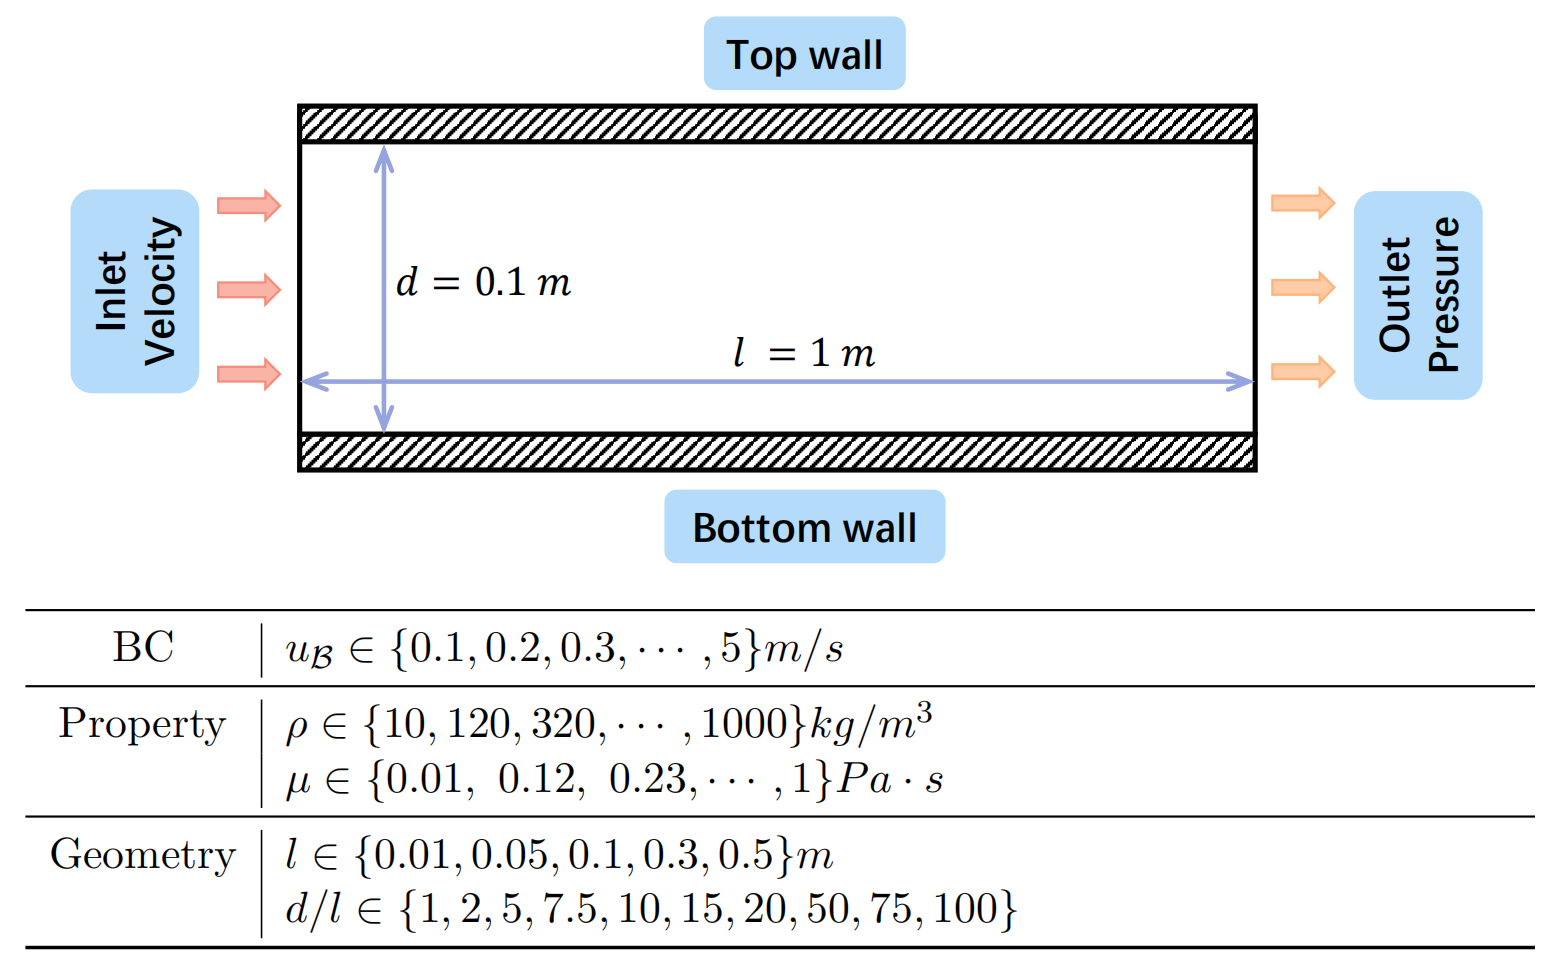 Top wall
Inlet
Velocity
d = 0.1 m
l = 1 m
Outlet
Pressure
Bottom wall
BC
u_ℬ ∈ {0.1, 0.2, 0.3, ⋯ , 5}m/s
Property
ρ ∈ {10, 120, 320, ⋯ , 1000}kg/m³
μ ∈ {0.01, 0.12, 0.23, ⋯ , 1}Pa · s
Geometry
l ∈ {0.01, 0.05, 0.1, 0.3, 0.5}m
d/l ∈ {1, 2, 5, 7.5, 10, 15, 20, 50, 75, 100}